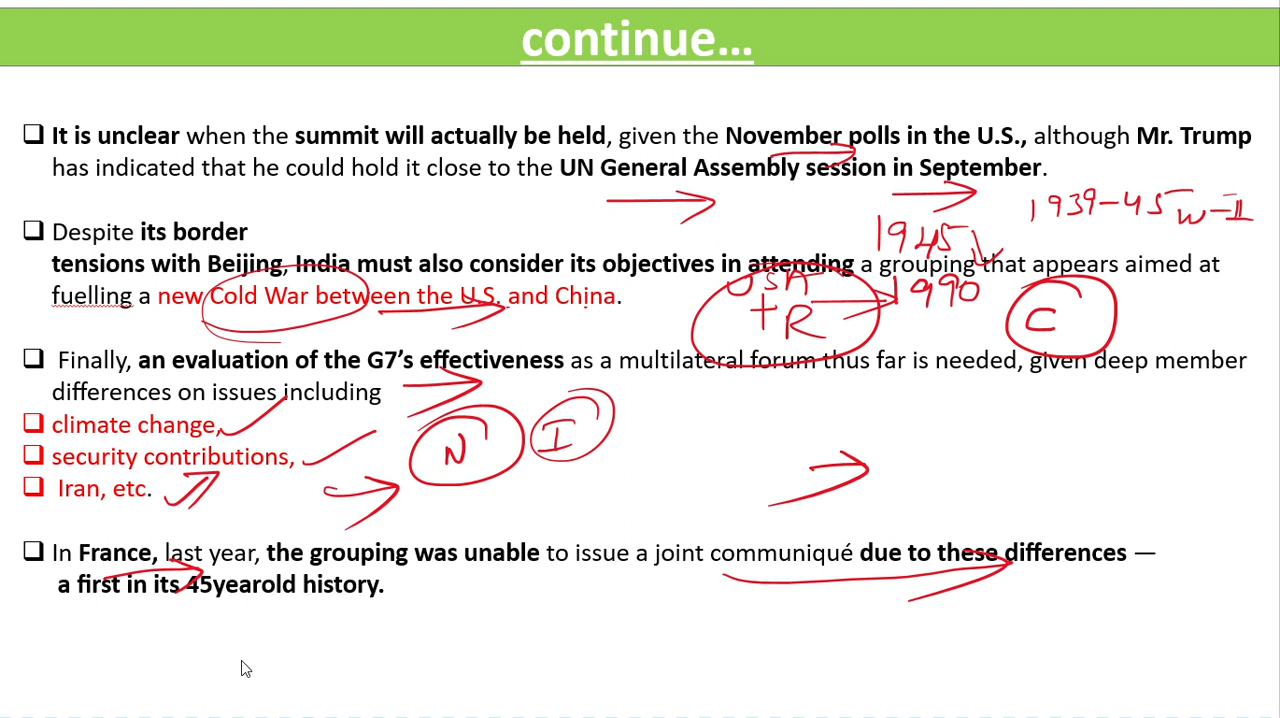 continue...
It is unclear when the summit will actually be held, given the November polls in the U.S., although Mr. Trump
has indicated that he could hold it close to the UN General Assembly session in September.
1939-45 W-II
1945
Despite its border
tensions with Beijing, India must also consider its objectives in attending a grouping that appears aimed at
fuelling a new Cold War between the U.S. and China.
USA
+ R
1990
C
Finally, an evaluation of the G7's effectiveness as a multilateral forum thus far is needed, given deep member
differences on issues including
climate change,
security contributions,
N I
Iran, etc.
In France, last year, the grouping was unable to issue a joint communiqué due to these differences —
a first in its 45yearold history.